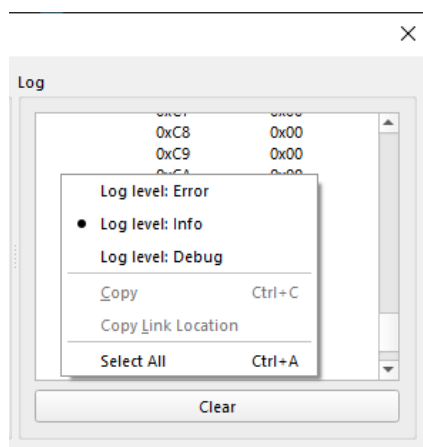 Log
0xC8 0x00
0xC9 0x00
Log level: Error
Log level: Info
Log level: Debug
Copy Ctrl+C
Copy Link Location
Select All Ctrl+A
Clear